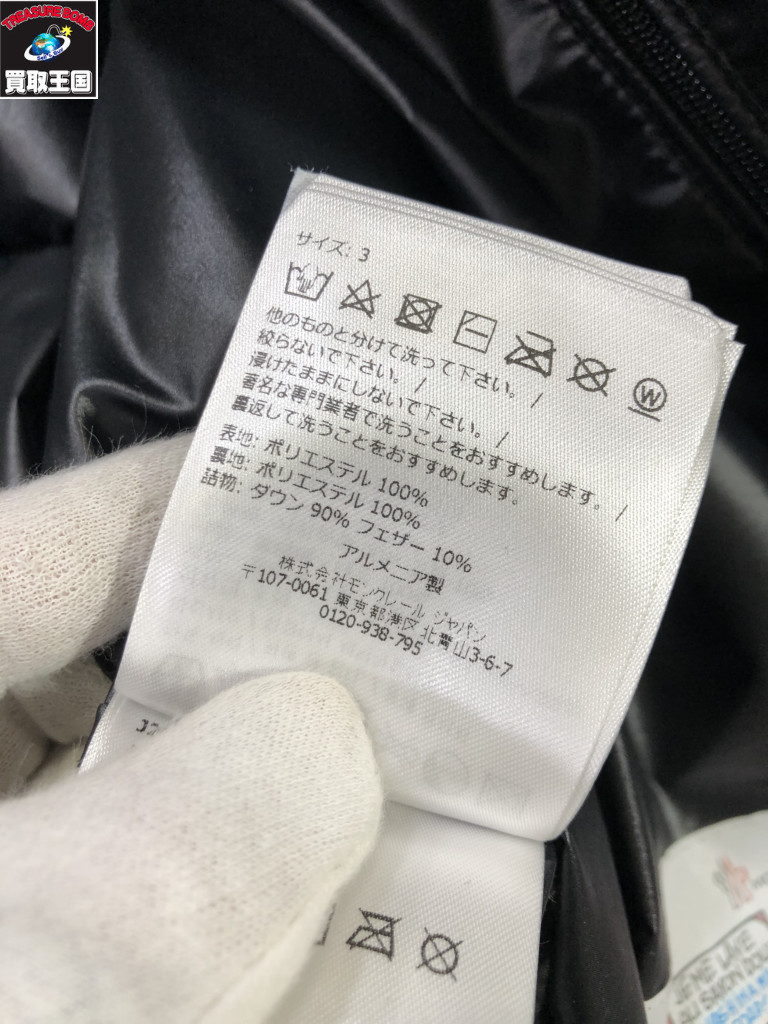 TREASURE BOMB
買取王国
サイズ: 3
他のものと分けて洗って下さい。 /
絞らないで下さい。 /
浸けたままにしないで下さい。 /
著名な専門業者で洗うことをおすすめします。 /
裏返して洗うことをおすすめします。
表地: ポリエステル 100%
裏地: ポリエステル 100%
詰物: ダウン 90% フェザー 10%
アルメニア製
株式会社モンクレール ジャパン
〒107-0061 東京都港区 北青山3-6-7
0120-938-795
W
JE NE LÂVE